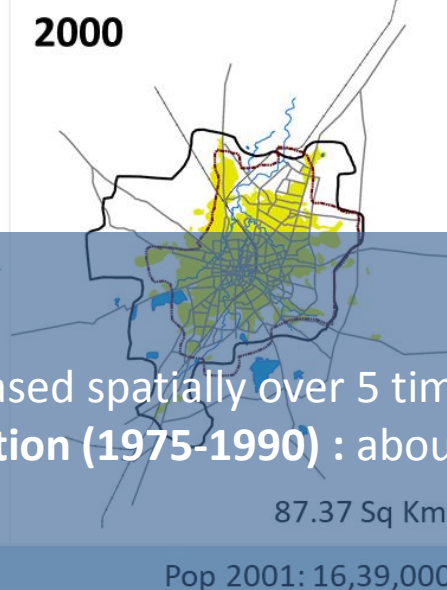 2000
ased spatially over 5 tim
tion (1975-1990) : abou
87.37 Sq Km
Pop 2001: 16,39,000